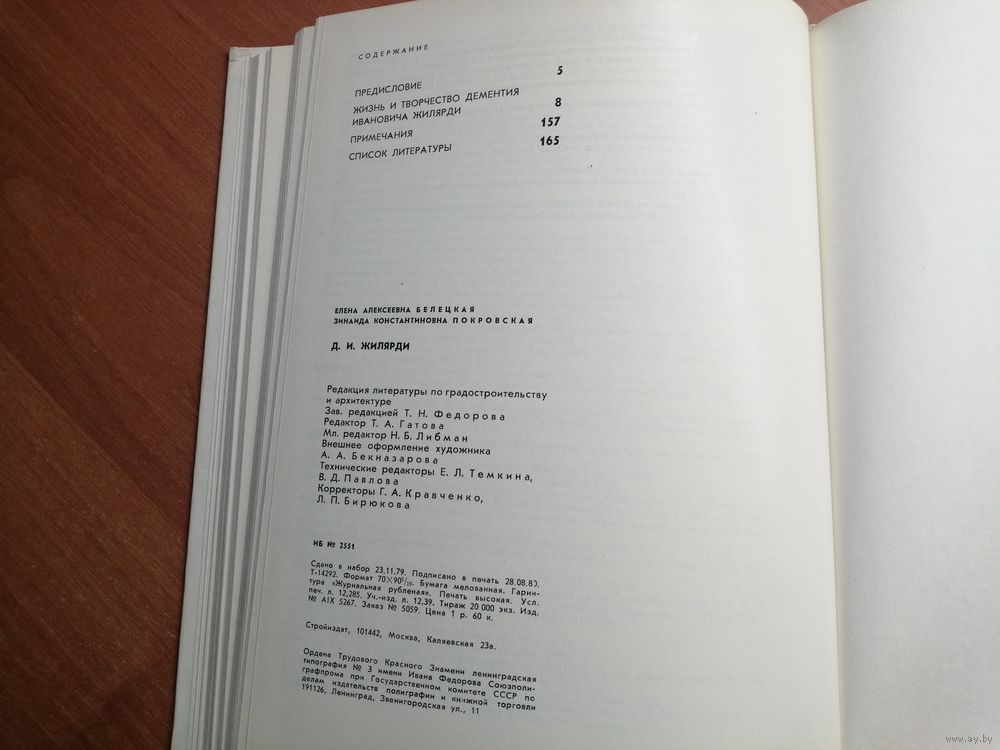 СОДЕРЖАНИЕ
ПРЕДИСЛОВИЕ 5
ЖИЗНЬ И ТВОРЧЕСТВО ДЕМЕНТИЯ
ИВАНОВИЧА ЖИЛЯРДИ 8
ПРИМЕЧАНИЯ 157
СПИСОК ЛИТЕРАТУРЫ 165
ЕЛЕНА АЛЕКСЕЕВНА БЕЛЕЦКАЯ
ЗИНАИДА КОНСТАНТИНОВНА ПОКРОВСКАЯ
Д. И. ЖИЛЯРДИ
Редакция литературы по градостроительству
и архитектуре
Зав. редакцией Т. Н. Федорова
Редактор Т. А. Гатова
Мл. редактор Н. Б. Либман
Внешнее оформление художника
А. А. Бекназарова
Технические редакторы Е. Л. Темкина,
В. Д. Павлова
Корректоры Г. А. Кравченко,
Л. П. Бирюкова
ИБ № 2551
Сдано в набор 23.11.79. Подписано в печать 28.08.80.
Т-14292. Формат 70×90¹/₁₆. Бумага мелованная. Гарни-
тура «Журнальная рубленая». Печать высокая. Усл.
печ. л. 12,285. Уч.-изд. л. 12,39. Тираж 20 000 экз. Изд.
№ AIX 5267. Заказ № 5059. Цена 1 р. 60 к.
Стройиздат, 101442, Москва, Каляевская 23а.
Ордена Трудового Красного Знамени ленинградская
типография № 3 имени Ивана Федорова Союзполи-
графпрома при Государственном комитете СССР по
делам издательств полиграфии и книжной торговли
191126, Ленинград, Звенигородская ул., 11
www.ay.by